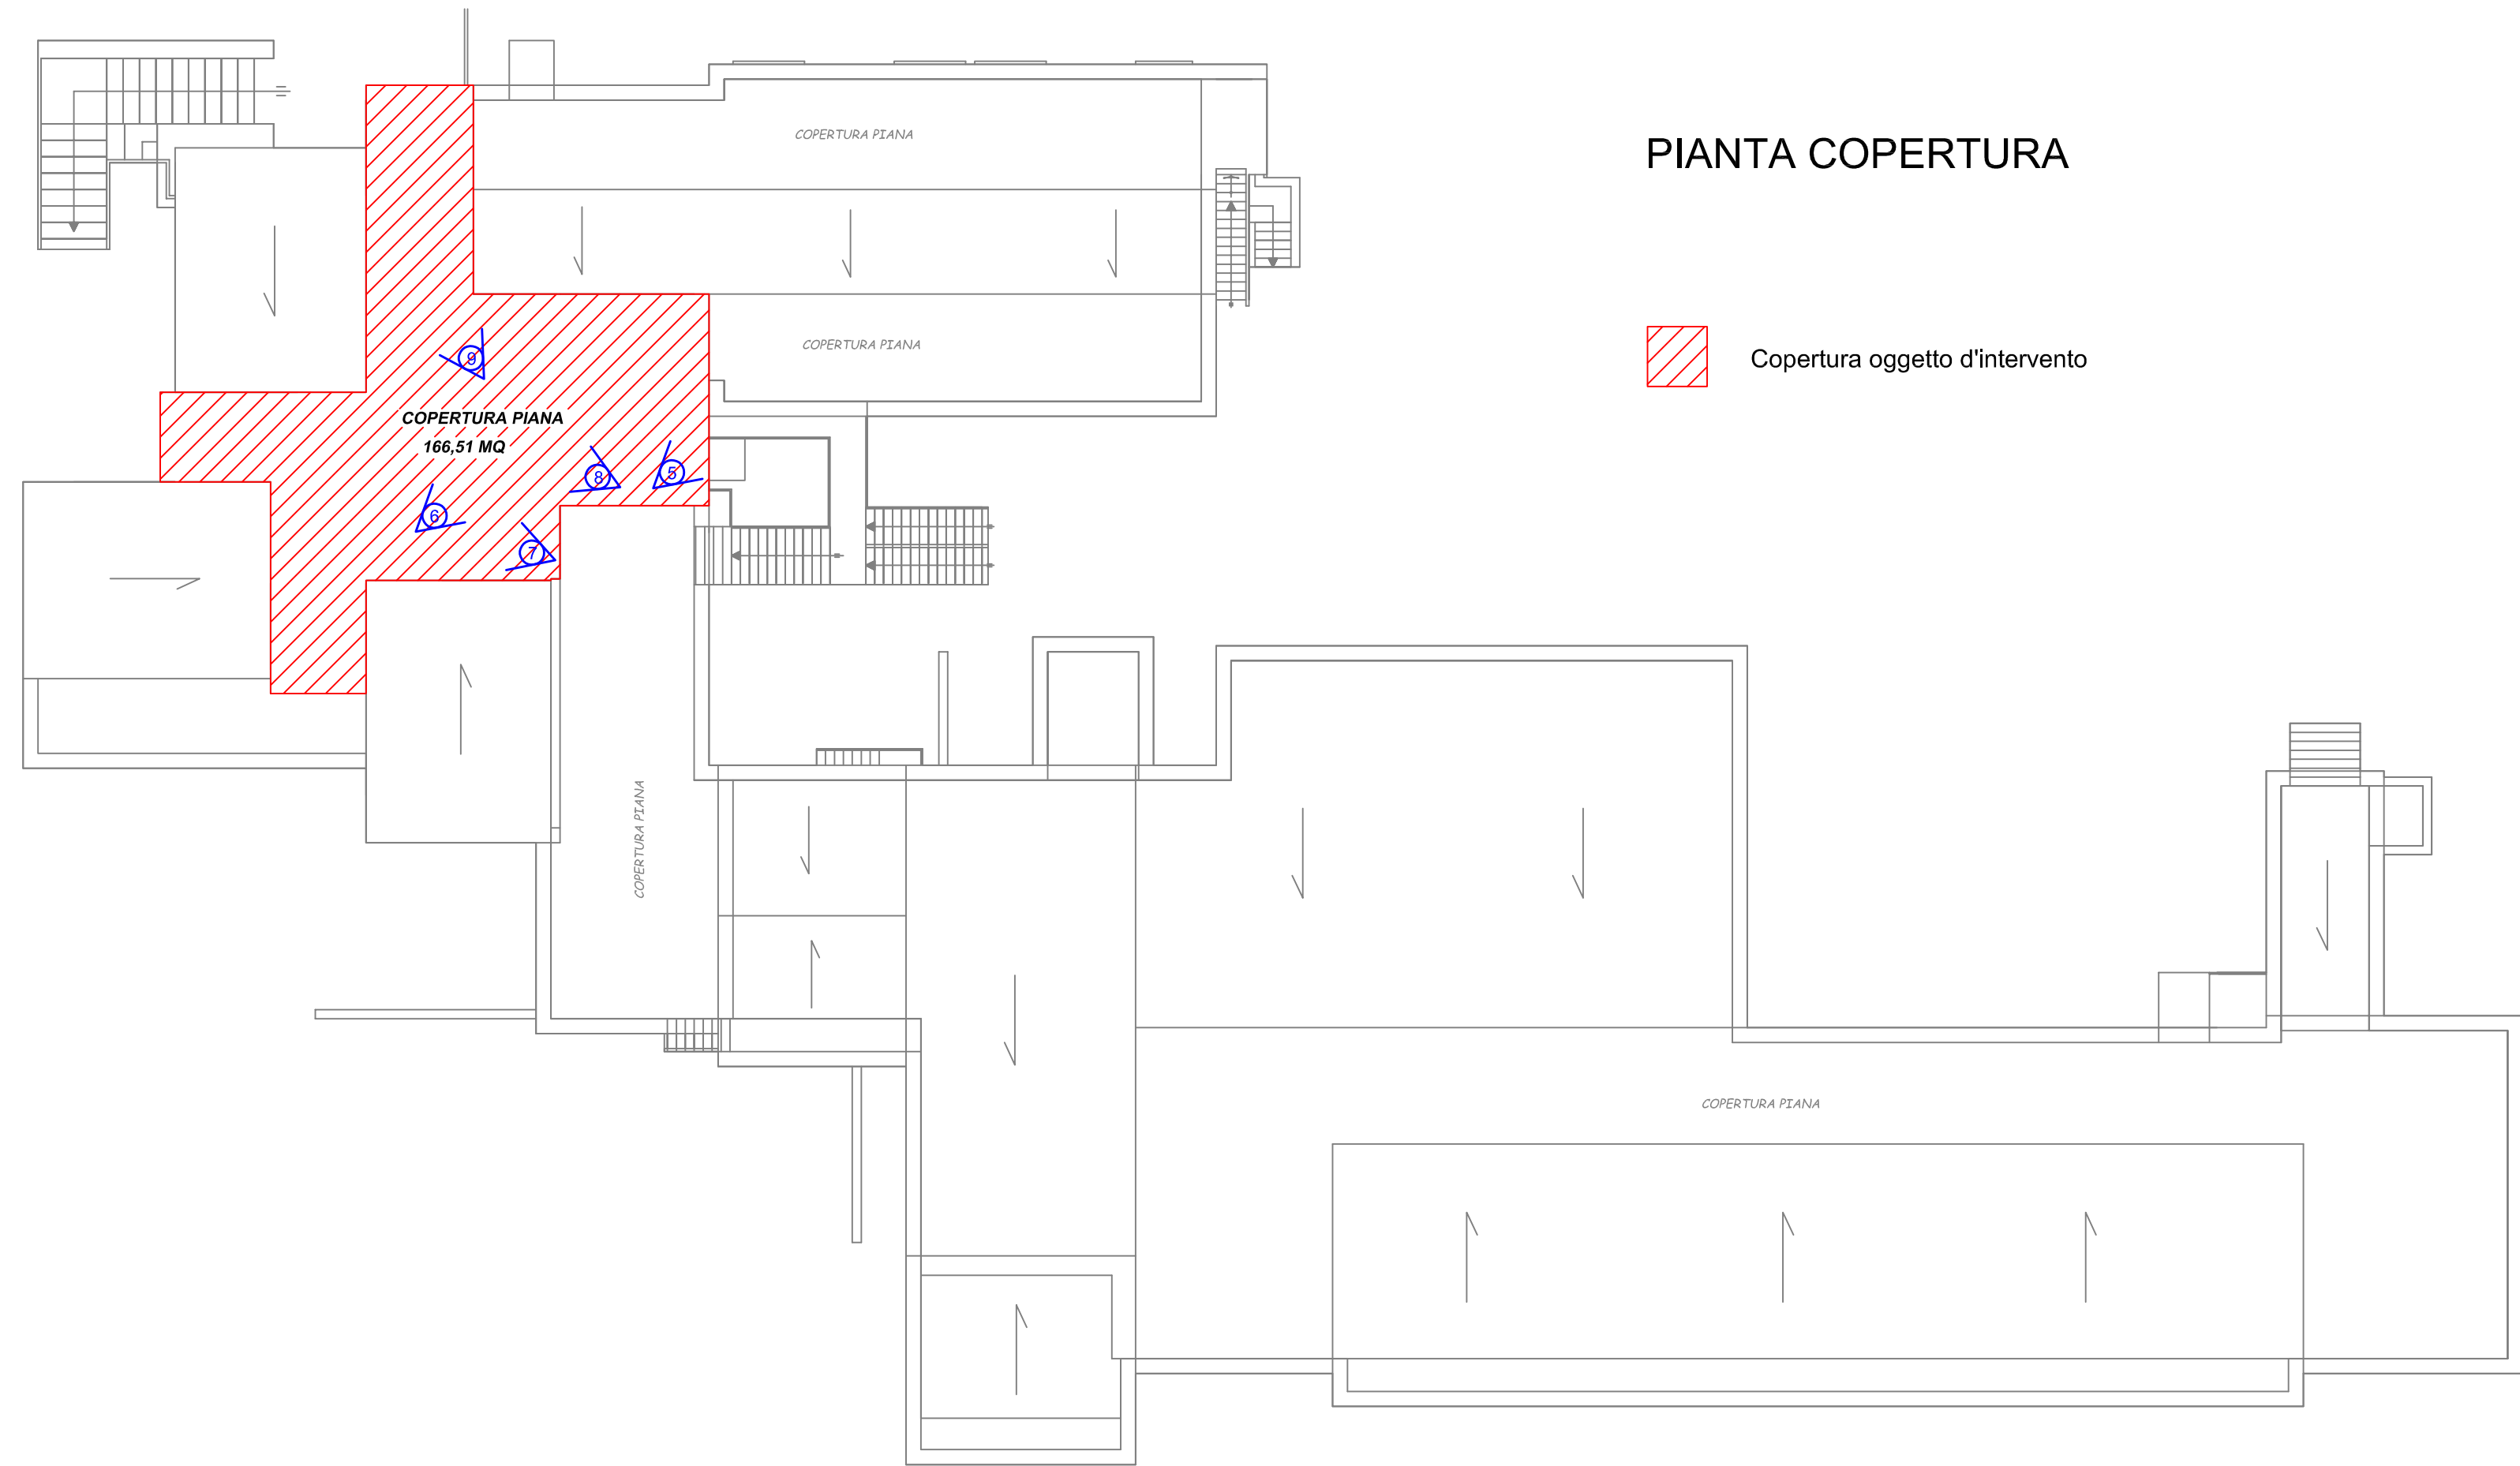 COPERTURA PIANA
PIANTA COPERTURA
COPERTURA PIANA
Copertura oggetto d'intervento
9
COPERTURA PIANA
166,51 MQ
8
5
6
7
COPERTURA PIANA
COPERTURA PIANA